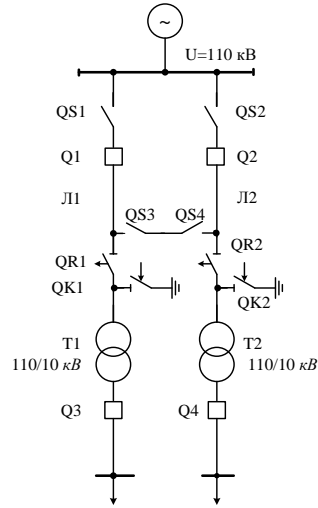 ~
U=110 кВ
QS1
QS2
Q1
Q2
Л1
Л2
QS3
QS4
QR1
QR2
QK1
QK2
T1
T2
110/10 кВ
110/10 кВ
Q3
Q4